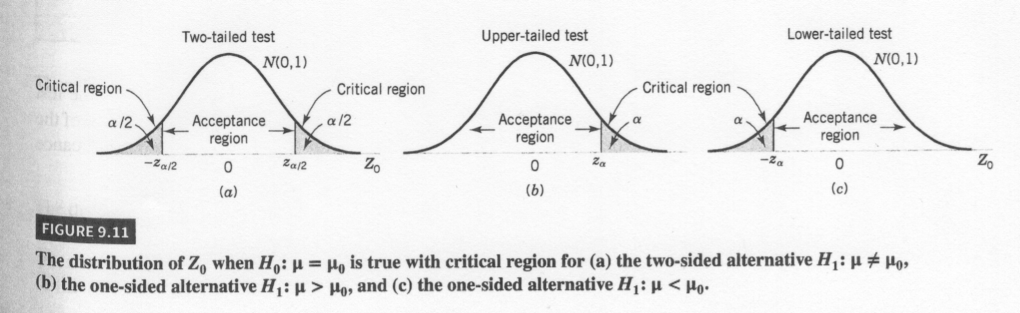 Two-tailed test
N(0,1)
Critical region
Critical region
α/2
Acceptance
region
α/2
-zα/2
0
zα/2
Z0
(a)
Upper-tailed test
N(0,1)
Critical region
Acceptance
region
α
0
zα
(b)
Lower-tailed test
N(0,1)
α
Acceptance
region
-zα
0
Z0
(c)
FIGURE 9.11
The distribution of Z0 when H0: μ = μ0 is true with critical region for (a) the two-sided alternative H1: μ ≠ μ0,
(b) the one-sided alternative H1: μ > μ0, and (c) the one-sided alternative H1: μ < μ0.